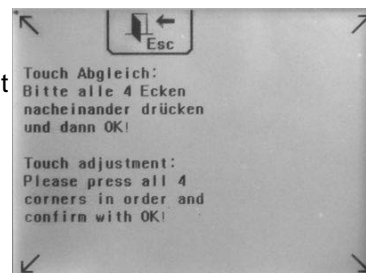 Esc
Touch Abgleich:
Bitte alle 4 Ecken
t
nacheinander drücken
und dann OK!
Touch adjustment:
Please press all 4
corners in order and
confirm with OK!